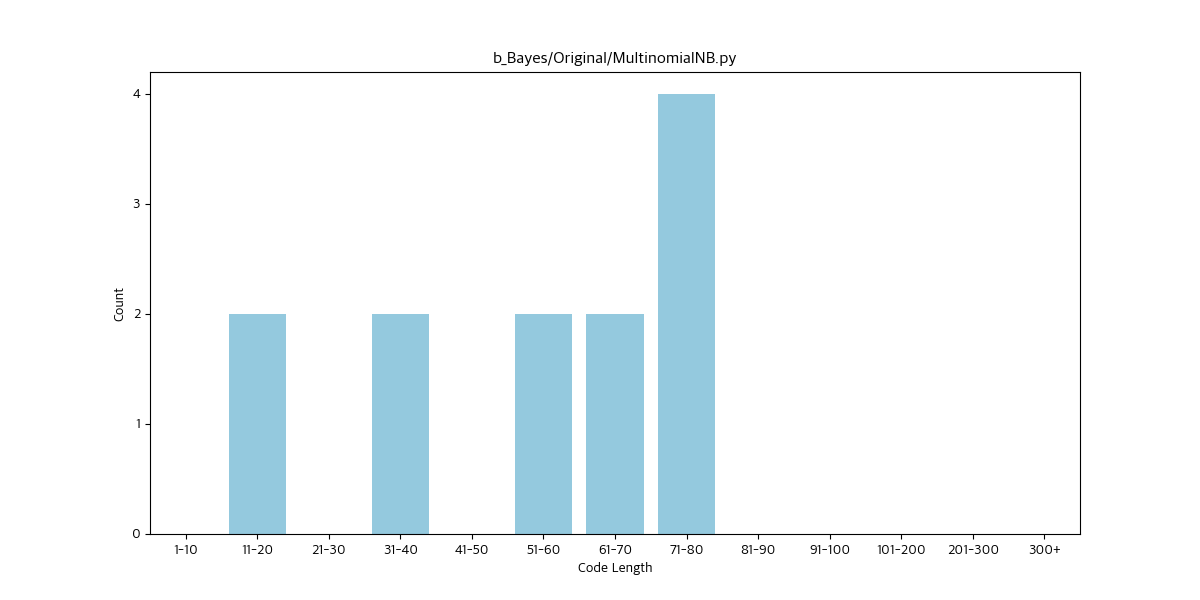 b_Bayes/Original/MultinomialNB.py
4
3
2
1
0
Count
1-10 11-20 21-30 31-40 41-50 51-60 61-70 71-80 81-90 91-100 101-200 201-300 300+
Code Length